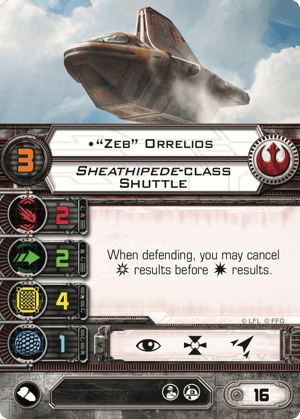 •“Zeb” Orrelios
3
Sheathipede-class
Shuttle
2
2
When defending, you may cancel
results before results.
4
© LFL © FFG
1
16